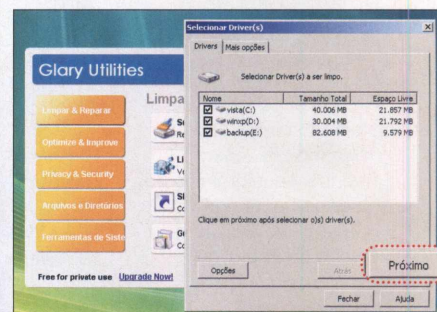 Selecionar Driver(s)
Drivers
Mais opções
Glary Utilities
Selecionar Driver(s) a ser limpo.
Limpar & Reparar
Limpa
Nome Tamanho Total Espaço Livre
vista(C:) 40.006 MB 21.857 MB
winxp(D:) 30.004 MB 21.792 MB
backup(E:) 82.608 MB 9.579 MB
Optimize & Improve
Privacy & Security
Arquivos e Diretórios
Clique em próximo após selecionar o(s) driver(s).
Ferramentas de Siste
Opções
Atrás
Próximo
Free for private use Upgrade Now!
Fechar
Ajuda